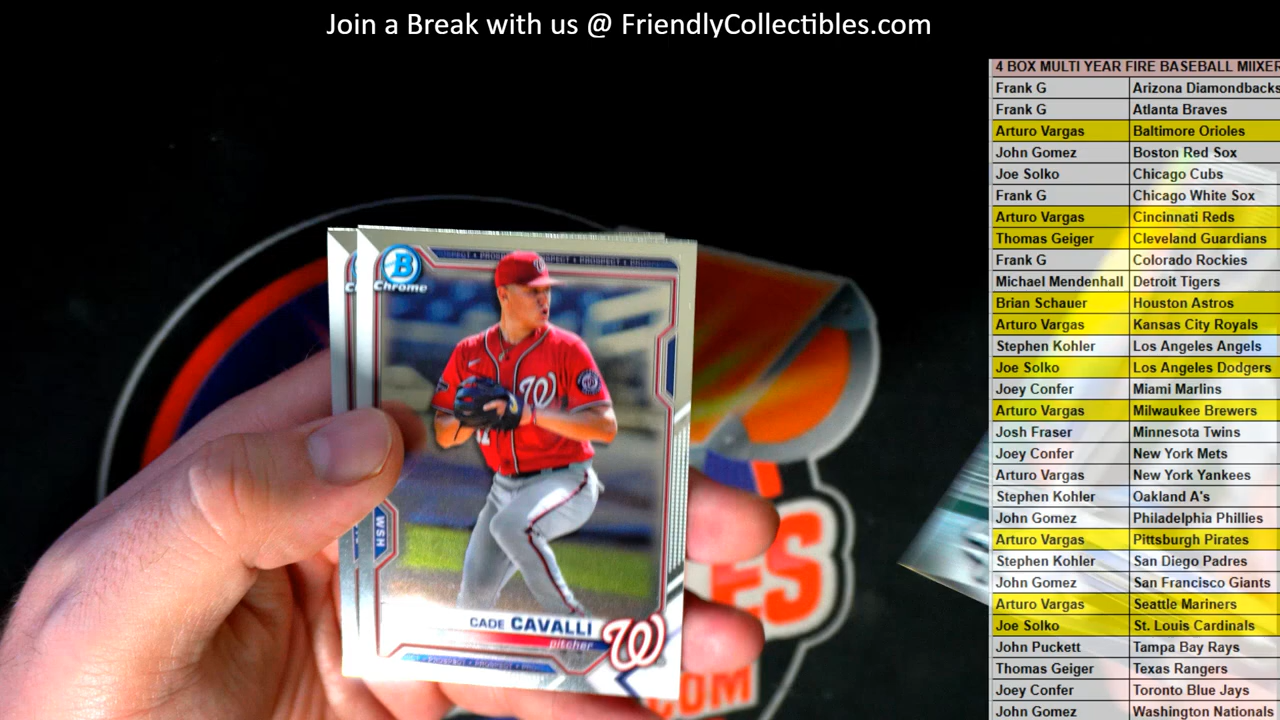 Join a Break with us @ FriendlyCollectibles.com
4 BOX MULTI YEAR FIRE BASEBALL MIIXER
Frank G Arizona Diamondbacks
Frank G Atlanta Braves
Arturo Vargas Baltimore Orioles
John Gomez Boston Red Sox
Joe Solko Chicago Cubs
Frank G Chicago White Sox
Arturo Vargas Cincinnati Reds
Thomas Geiger Cleveland Guardians
Frank G Colorado Rockies
Michael Mendenhall Detroit Tigers
Brian Schauer Houston Astros
Arturo Vargas Kansas City Royals
Stephen Kohler Los Angeles Angels
Joe Solko Los Angeles Dodgers
Joey Confer Miami Marlins
Arturo Vargas Milwaukee Brewers
Josh Fraser Minnesota Twins
Joey Confer New York Mets
Arturo Vargas New York Yankees
Stephen Kohler Oakland A's
John Gomez Philadelphia Phillies
Arturo Vargas Pittsburgh Pirates
Stephen Kohler San Diego Padres
John Gomez San Francisco Giants
Arturo Vargas Seattle Mariners
Joe Solko St. Louis Cardinals
John Puckett Tampa Bay Rays
Thomas Geiger Texas Rangers
Joey Confer Toronto Blue Jays
John Gomez Washington Nationals
B
Chrome
PROSPECT PROSPECT
W
WSH
CADE CAVALLI
pitcher
W
PROSPECT
ES
.COM